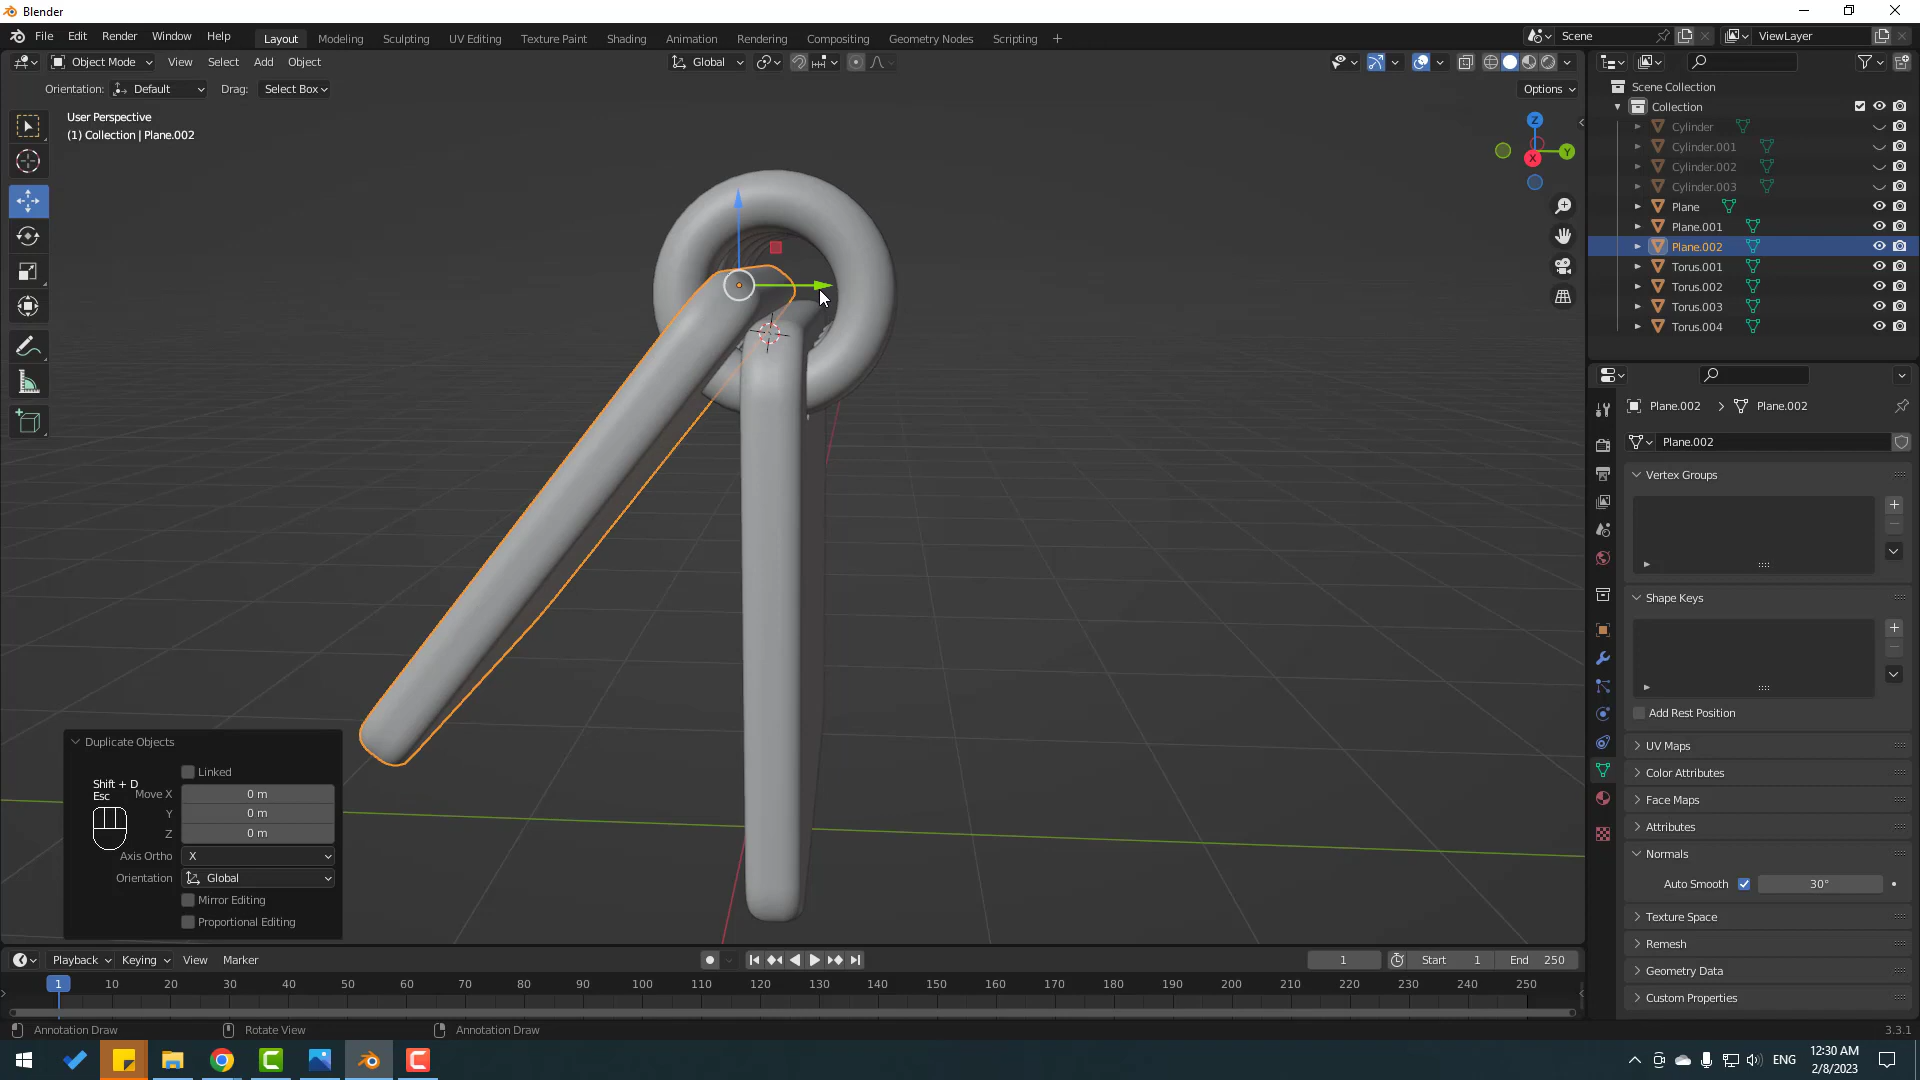 Blender
File Edit Render Window Help
Layout Modeling Sculpting UV Editing Texture Paint Shading Animation Rendering Compositing Geometry Nodes Scripting
Scene ViewLayer
Object Mode View Select Add Object Global
Orientation: Default Drag: Select Box Options
User Perspective
(1) Collection | Plane.002
Z
Y
X
Scene Collection
Collection
Cylinder
Cylinder.001
Cylinder.002
Cylinder.003
Plane
Plane.001
Plane.002
Torus.001
Torus.002
Torus.003
Torus.004
Plane.002 Plane.002
Plane.002
Vertex Groups
Shape Keys
Add Rest Position
UV Maps
Color Attributes
Face Maps
Attributes
Normals
Auto Smooth 30°
Texture Space
Remesh
Geometry Data
Custom Properties
Duplicate Objects
Linked
Shift + D
Esc
Move X 0 m
Y 0 m
Z 0 m
Axis Ortho X
Orientation Global
Mirror Editing
Proportional Editing
Playback Keying View Marker 1 Start 1 End 250
1 10 20 30 40 50 60 70 80 90 100 110 120 130 140 150 160 170 180 190 200 210 220 230 240 250
Annotation Draw Rotate View Annotation Draw 3.3.1
ENG 12:30 AM
2/8/2023